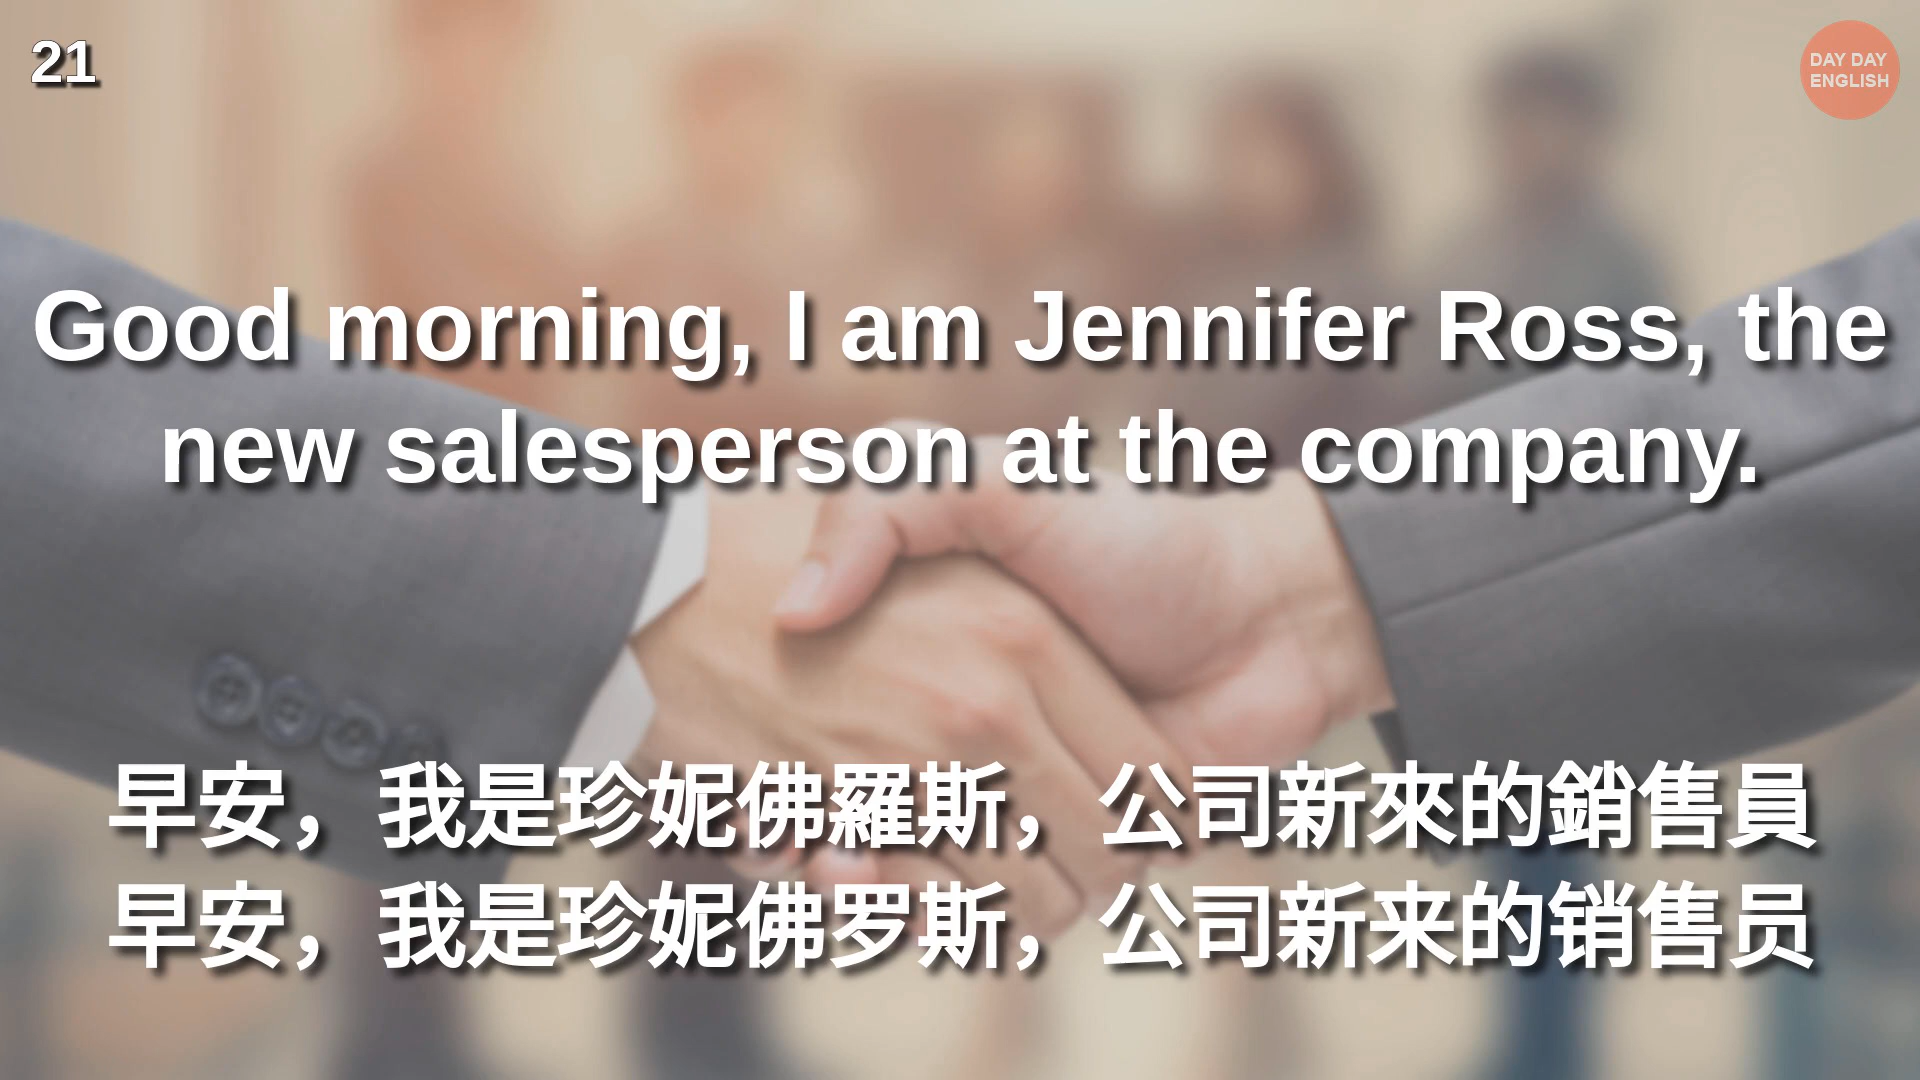 21
DAY DAY
ENGLISH
Good morning, I am Jennifer Ross, the
new salesperson at the company.
早安，我是珍妮佛羅斯，公司新來的銷售員
早安，我是珍妮佛罗斯，公司新来的销售员